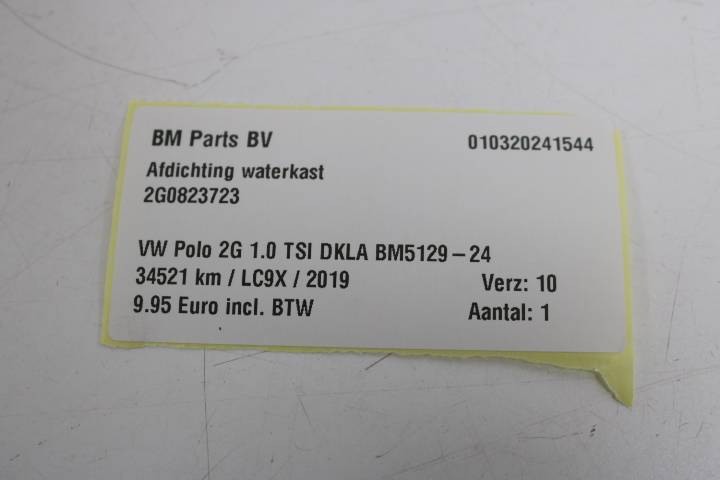 BM Parts BV 010320241544
Afdichting waterkast
2G0823723
VW Polo 2G 1.0 TSI DKLA BM5129-24
34521 km / LC9X / 2019 Verz: 10
9.95 Euro incl. BTW Aantal: 1